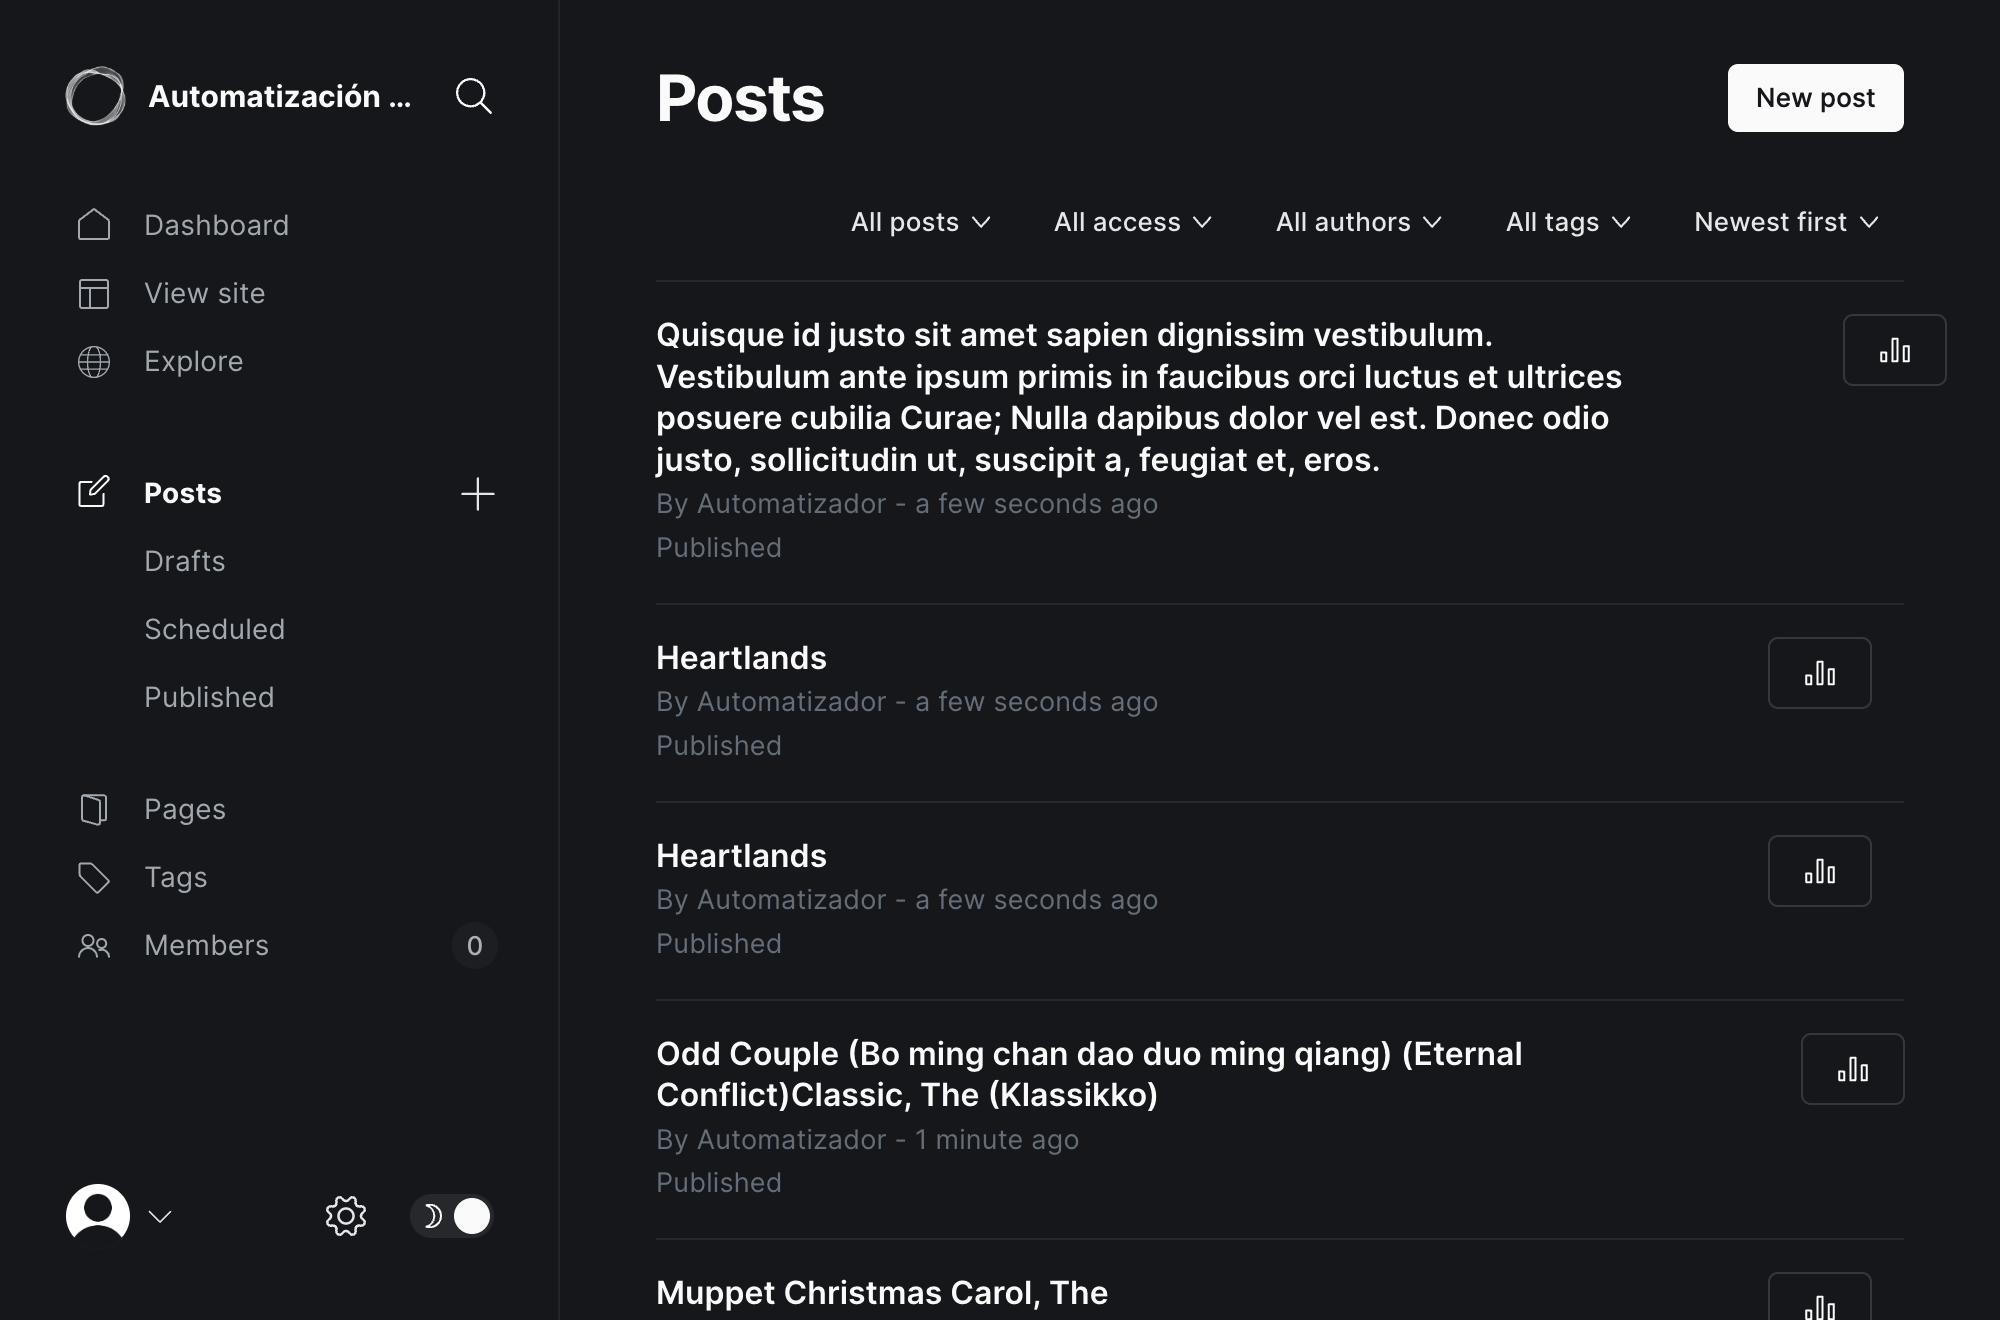 Automatización ...
Dashboard
View site
Explore
Posts
Drafts
Scheduled
Published
Pages
Tags
Members
0
Posts
New post
All posts
All access
All authors
All tags
Newest first
Quisque id justo sit amet sapien dignissim vestibulum.
Vestibulum ante ipsum primis in faucibus orci luctus et ultrices
posuere cubilia Curae; Nulla dapibus dolor vel est. Donec odio
justo, sollicitudin ut, suscipit a, feugiat et, eros.
By Automatizador - a few seconds ago
Published
Heartlands
By Automatizador - a few seconds ago
Published
Heartlands
By Automatizador - a few seconds ago
Published
Odd Couple (Bo ming chan dao duo ming qiang) (Eternal
Conflict)Classic, The (Klassikko)
By Automatizador - 1 minute ago
Published
Muppet Christmas Carol, The